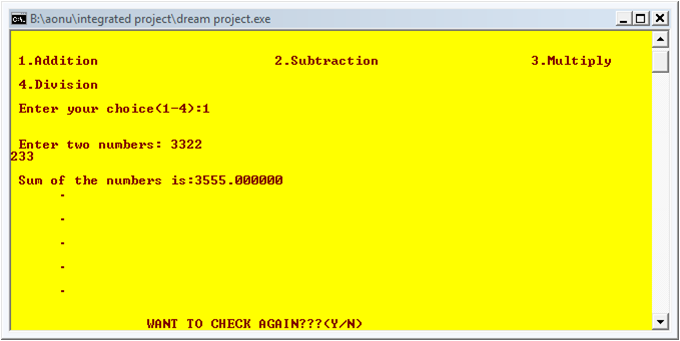 B:\aonu\integrated project\dream project.exe
1.Addition 2.Subtraction 3.Multiply
4.Division
Enter your choice(1-4):1
Enter two numbers: 3322
233
Sum of the numbers is:3555.000000
.
.
.
.
.
WANT TO CHECK AGAIN???(Y/N)